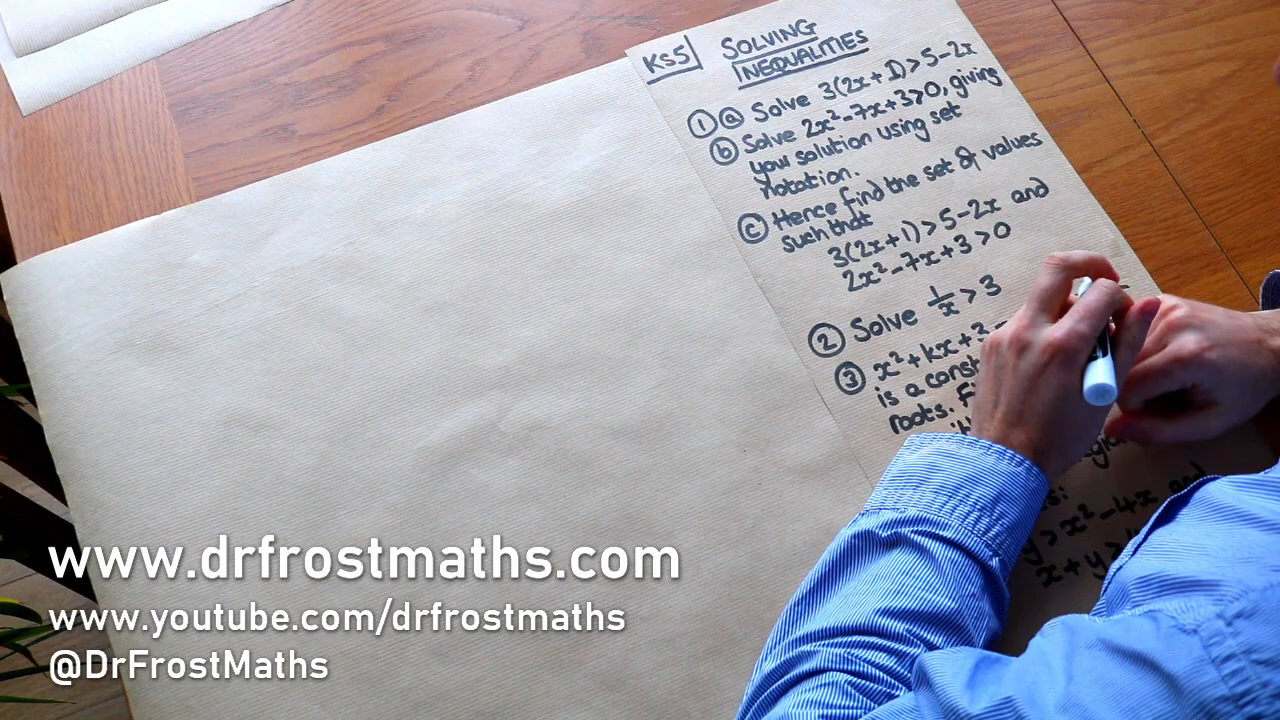 KS5 SOLVING
INEQUALITIES
① ⓐ Solve 3(2x+1)>5-2x
ⓑ Solve 2x²-7x+3>0, giving
your solution using set
notation.
ⓒ Hence find the set of values
such that
3(2x+1)>5-2x and
2x²-7x+3>0
② Solve 1/x > 3
③ x²+kx+3
is a const
roots.
y>x²-4x and
x+y>
www.drfrostmaths.com
www.youtube.com/drfrostmaths
@DrFrostMaths